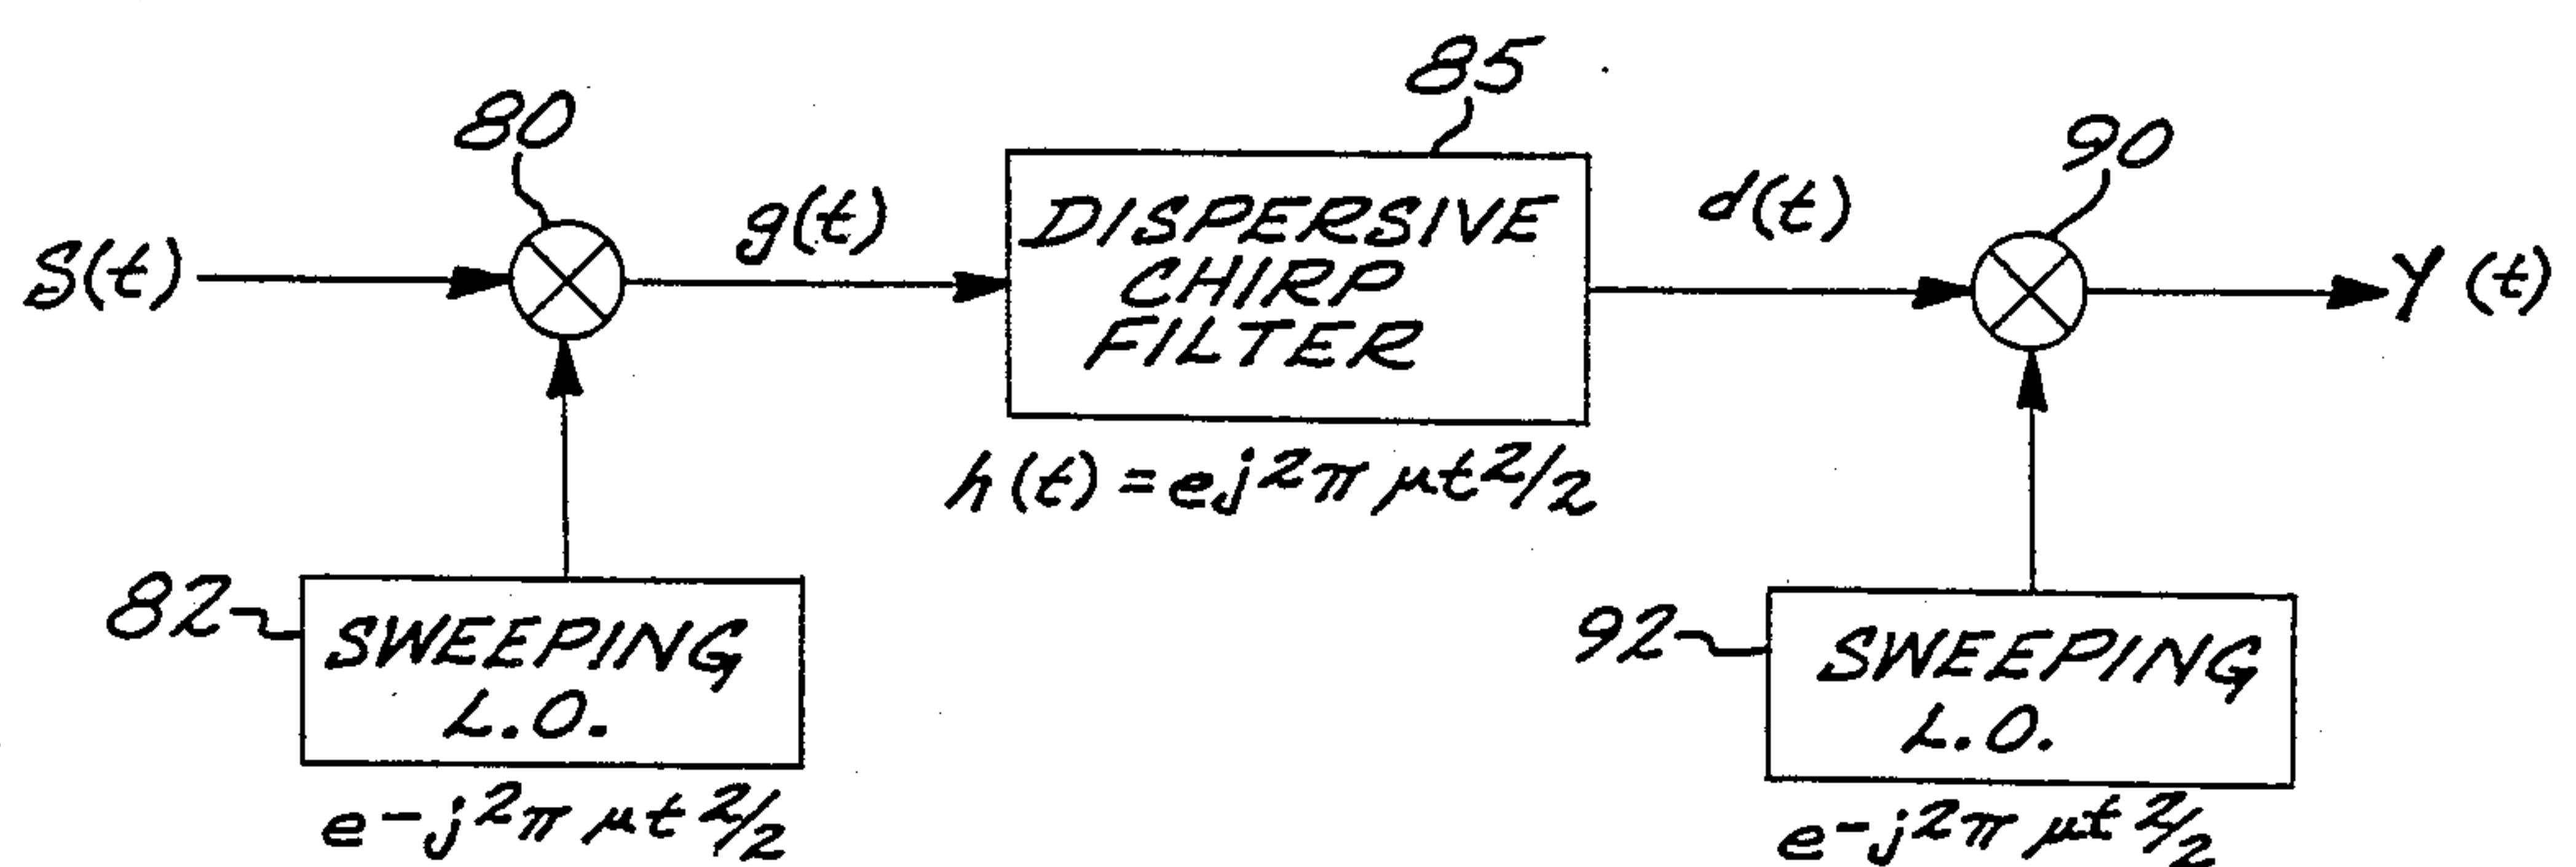 85
80
90
S(t)
g(t)
DISPERSIVE
CHIRP
FILTER
d(t)
Y(t)
h(t) = ej2π μt2/2
82
SWEEPING
L.O.
e-j2π μt2/2
92
SWEEPING
L.O.
e-j2π μt2/2